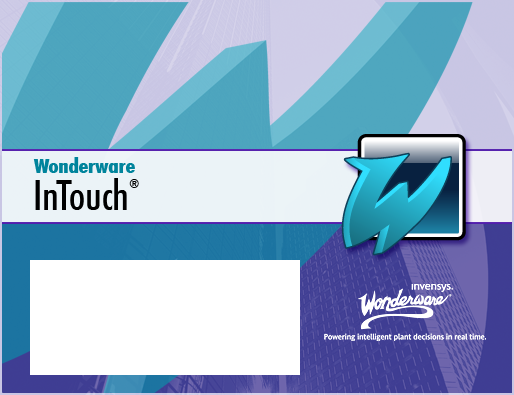 Wonderware
InTouch®
invensys.
Wonderware
Powering intelligent plant decisions in real time.